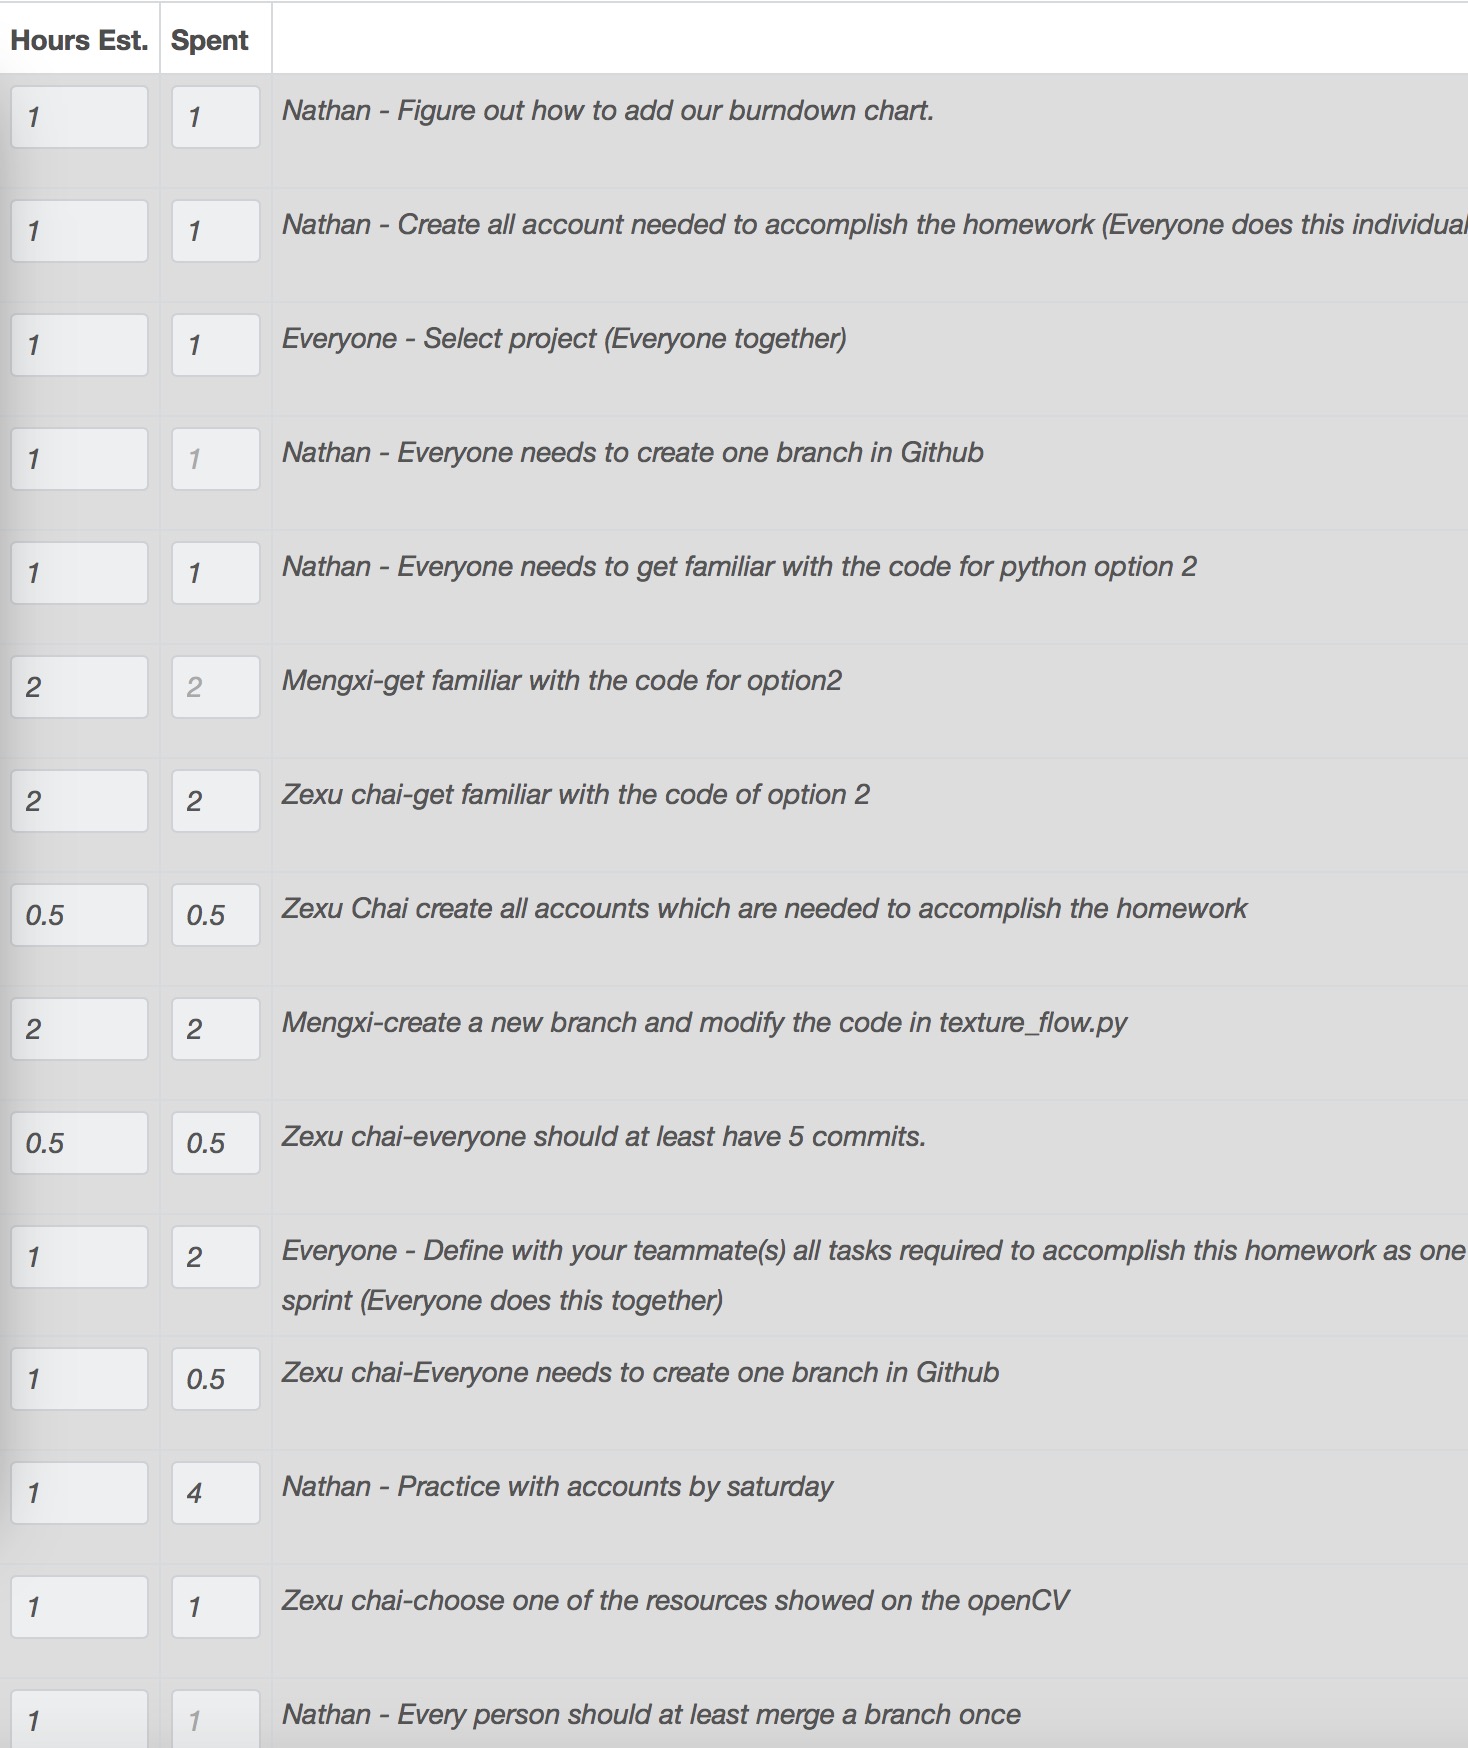 Hours Est. Spent
1 1 Nathan - Figure out how to add our burndown chart.
1 1 Nathan - Create all account needed to accomplish the homework (Everyone does this individual
1 1 Everyone - Select project (Everyone together)
1 1 Nathan - Everyone needs to create one branch in Github
1 1 Nathan - Everyone needs to get familiar with the code for python option 2
2 2 Mengxi-get familiar with the code for option2
2 2 Zexu chai-get familiar with the code of option 2
0.5 0.5 Zexu Chai create all accounts which are needed to accomplish the homework
2 2 Mengxi-create a new branch and modify the code in texture_flow.py
0.5 0.5 Zexu chai-everyone should at least have 5 commits.
1 2 Everyone - Define with your teammate(s) all tasks required to accomplish this homework as one
sprint (Everyone does this together)
1 0.5 Zexu chai-Everyone needs to create one branch in Github
1 4 Nathan - Practice with accounts by saturday
1 1 Zexu chai-choose one of the resources showed on the openCV
1 1 Nathan - Every person should at least merge a branch once